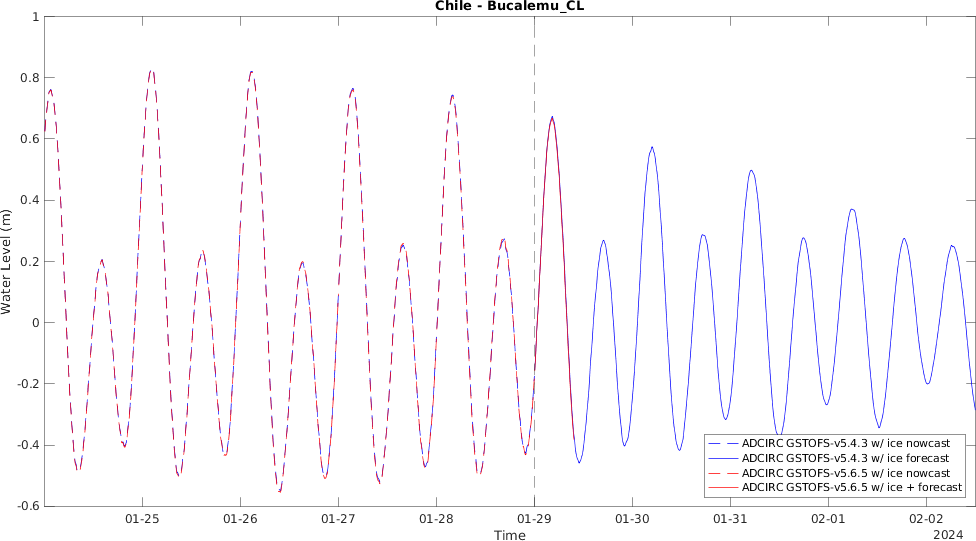 Chile - Bucalemu_CL
Water Level (m)
1
0.8
0.6
0.4
0.2
0
-0.2
-0.4
-0.6
ADCIRC GSTOFS-v5.4.3 w/ ice nowcast
ADCIRC GSTOFS-v5.4.3 w/ ice forecast
ADCIRC GSTOFS-v5.6.5 w/ ice nowcast
ADCIRC GSTOFS-v5.6.5 w/ ice + forecast
01-25 01-26 01-27 01-28 01-29 01-30 01-31 02-01 02-02
Time
2024